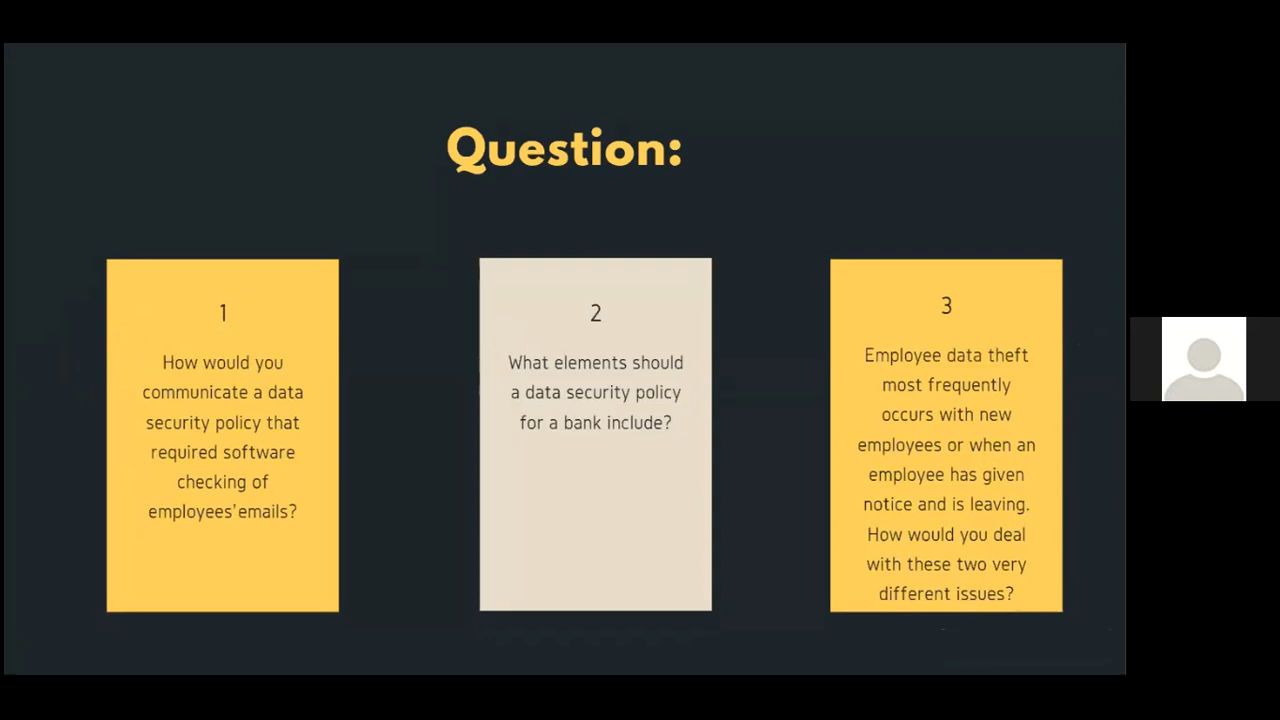 Question:
1
How would you
communicate a data
security policy that
required software
checking of
employees' emails?
2
What elements should
a data security policy
for a bank include?
3
Employee data theft
most frequently
occurs with new
employees or when an
employee has given
notice and is leaving.
How would you deal
with these two very
different issues?